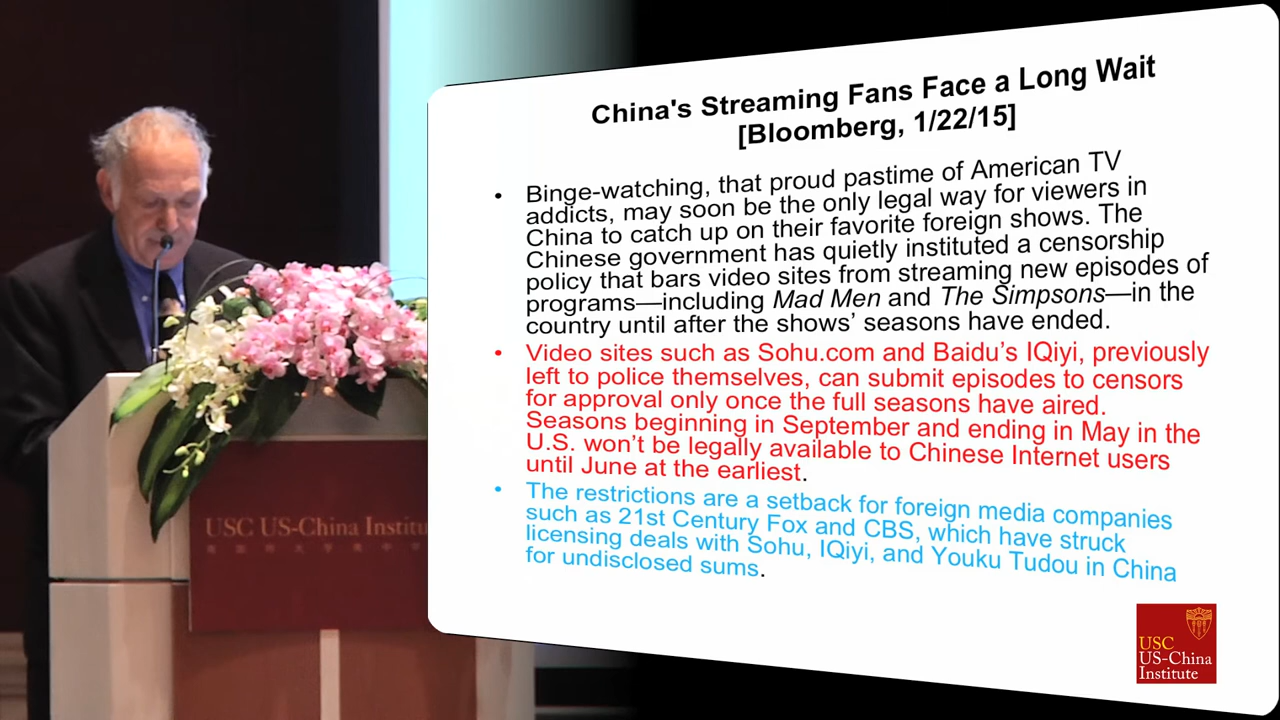 China's Streaming Fans Face a Long Wait
[Bloomberg, 1/22/15]
• Binge-watching, that proud pastime of American TV
addicts, may soon be the only legal way for viewers in
China to catch up on their favorite foreign shows. The
Chinese government has quietly instituted a censorship
policy that bars video sites from streaming new episodes of
programs—including Mad Men and The Simpsons—in the
country until after the shows’ seasons have ended.
• Video sites such as Sohu.com and Baidu’s IQiyi, previously
left to police themselves, can submit episodes to censors
for approval only once the full seasons have aired.
Seasons beginning in September and ending in May in the
U.S. won’t be legally available to Chinese Internet users
until June at the earliest.
• The restrictions are a setback for foreign media companies
such as 21st Century Fox and CBS, which have struck
licensing deals with Sohu, IQiyi, and Youku Tudou in China
for undisclosed sums.
USC US-China Institu
USC
US-China
Institute